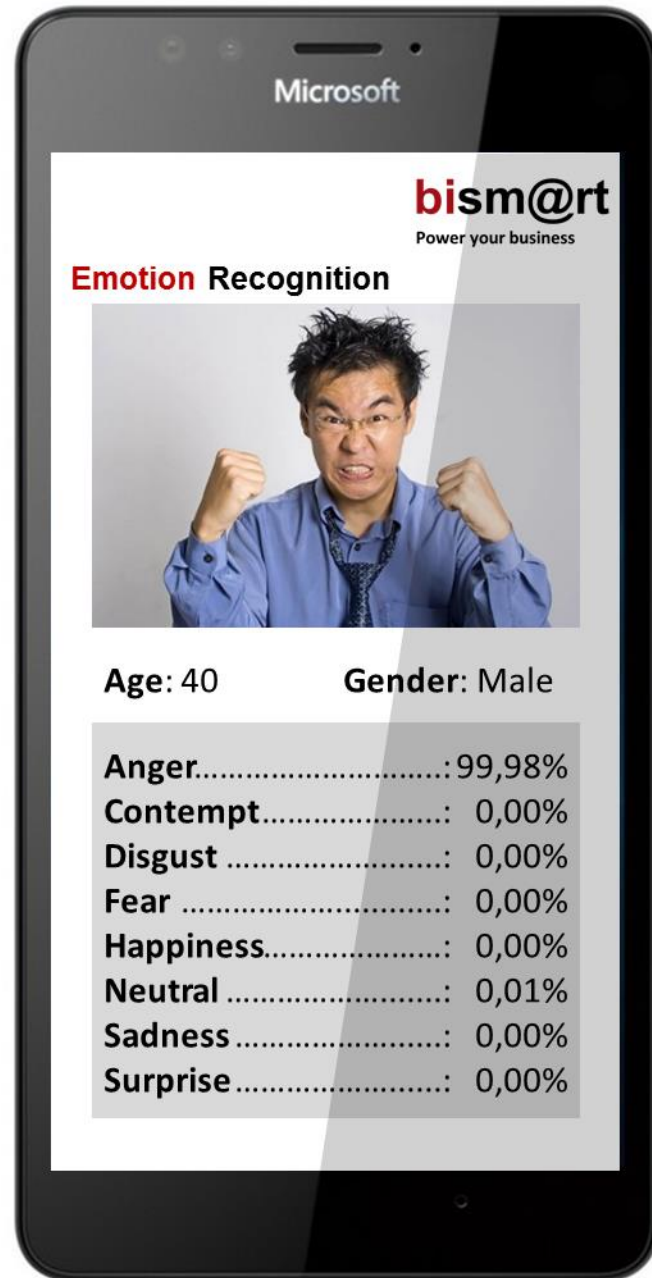 Microsoft
bism@rt
Power your business
Emotion Recognition
Age: 40 Gender: Male
Anger............................: 99,98%
Contempt.....................: 0,00%
Disgust .........................: 0,00%
Fear ..............................: 0,00%
Happiness....................: 0,00%
Neutral .........................: 0,01%
Sadness ........................: 0,00%
Surprise ........................: 0,00%